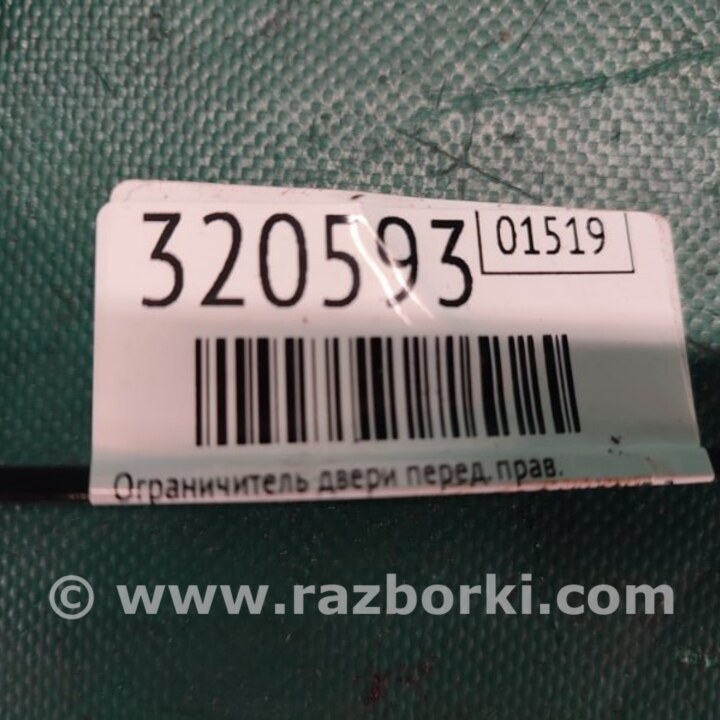 320593
01519
Ограничитель двери перед. прав.
© www.razborki.com